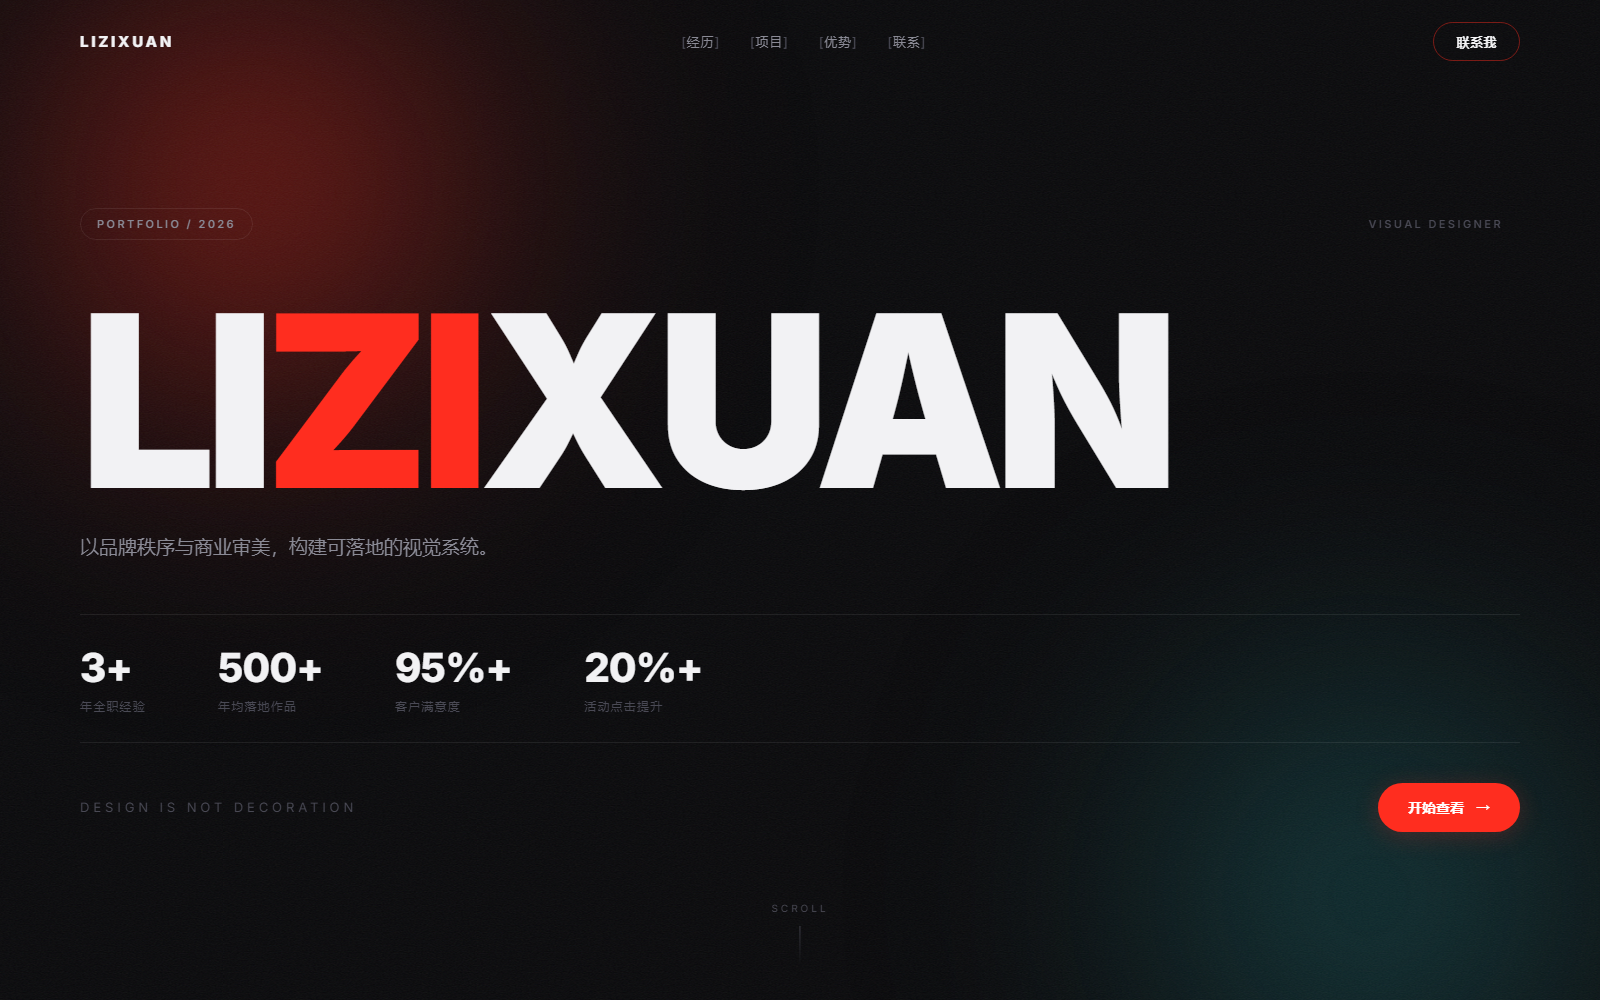 LIZIXUAN
[经历] [项目] [优势] [联系]
联系我
PORTFOLIO / 2026
VISUAL DESIGNER
LIZIXUAN
以品牌秩序与商业审美，构建可落地的视觉系统。
3+ 500+ 95%+ 20%+
年全职经验 年均落地作品 客户满意度 活动点击提升
DESIGN IS NOT DECORATION
开始查看 →
SCROLL